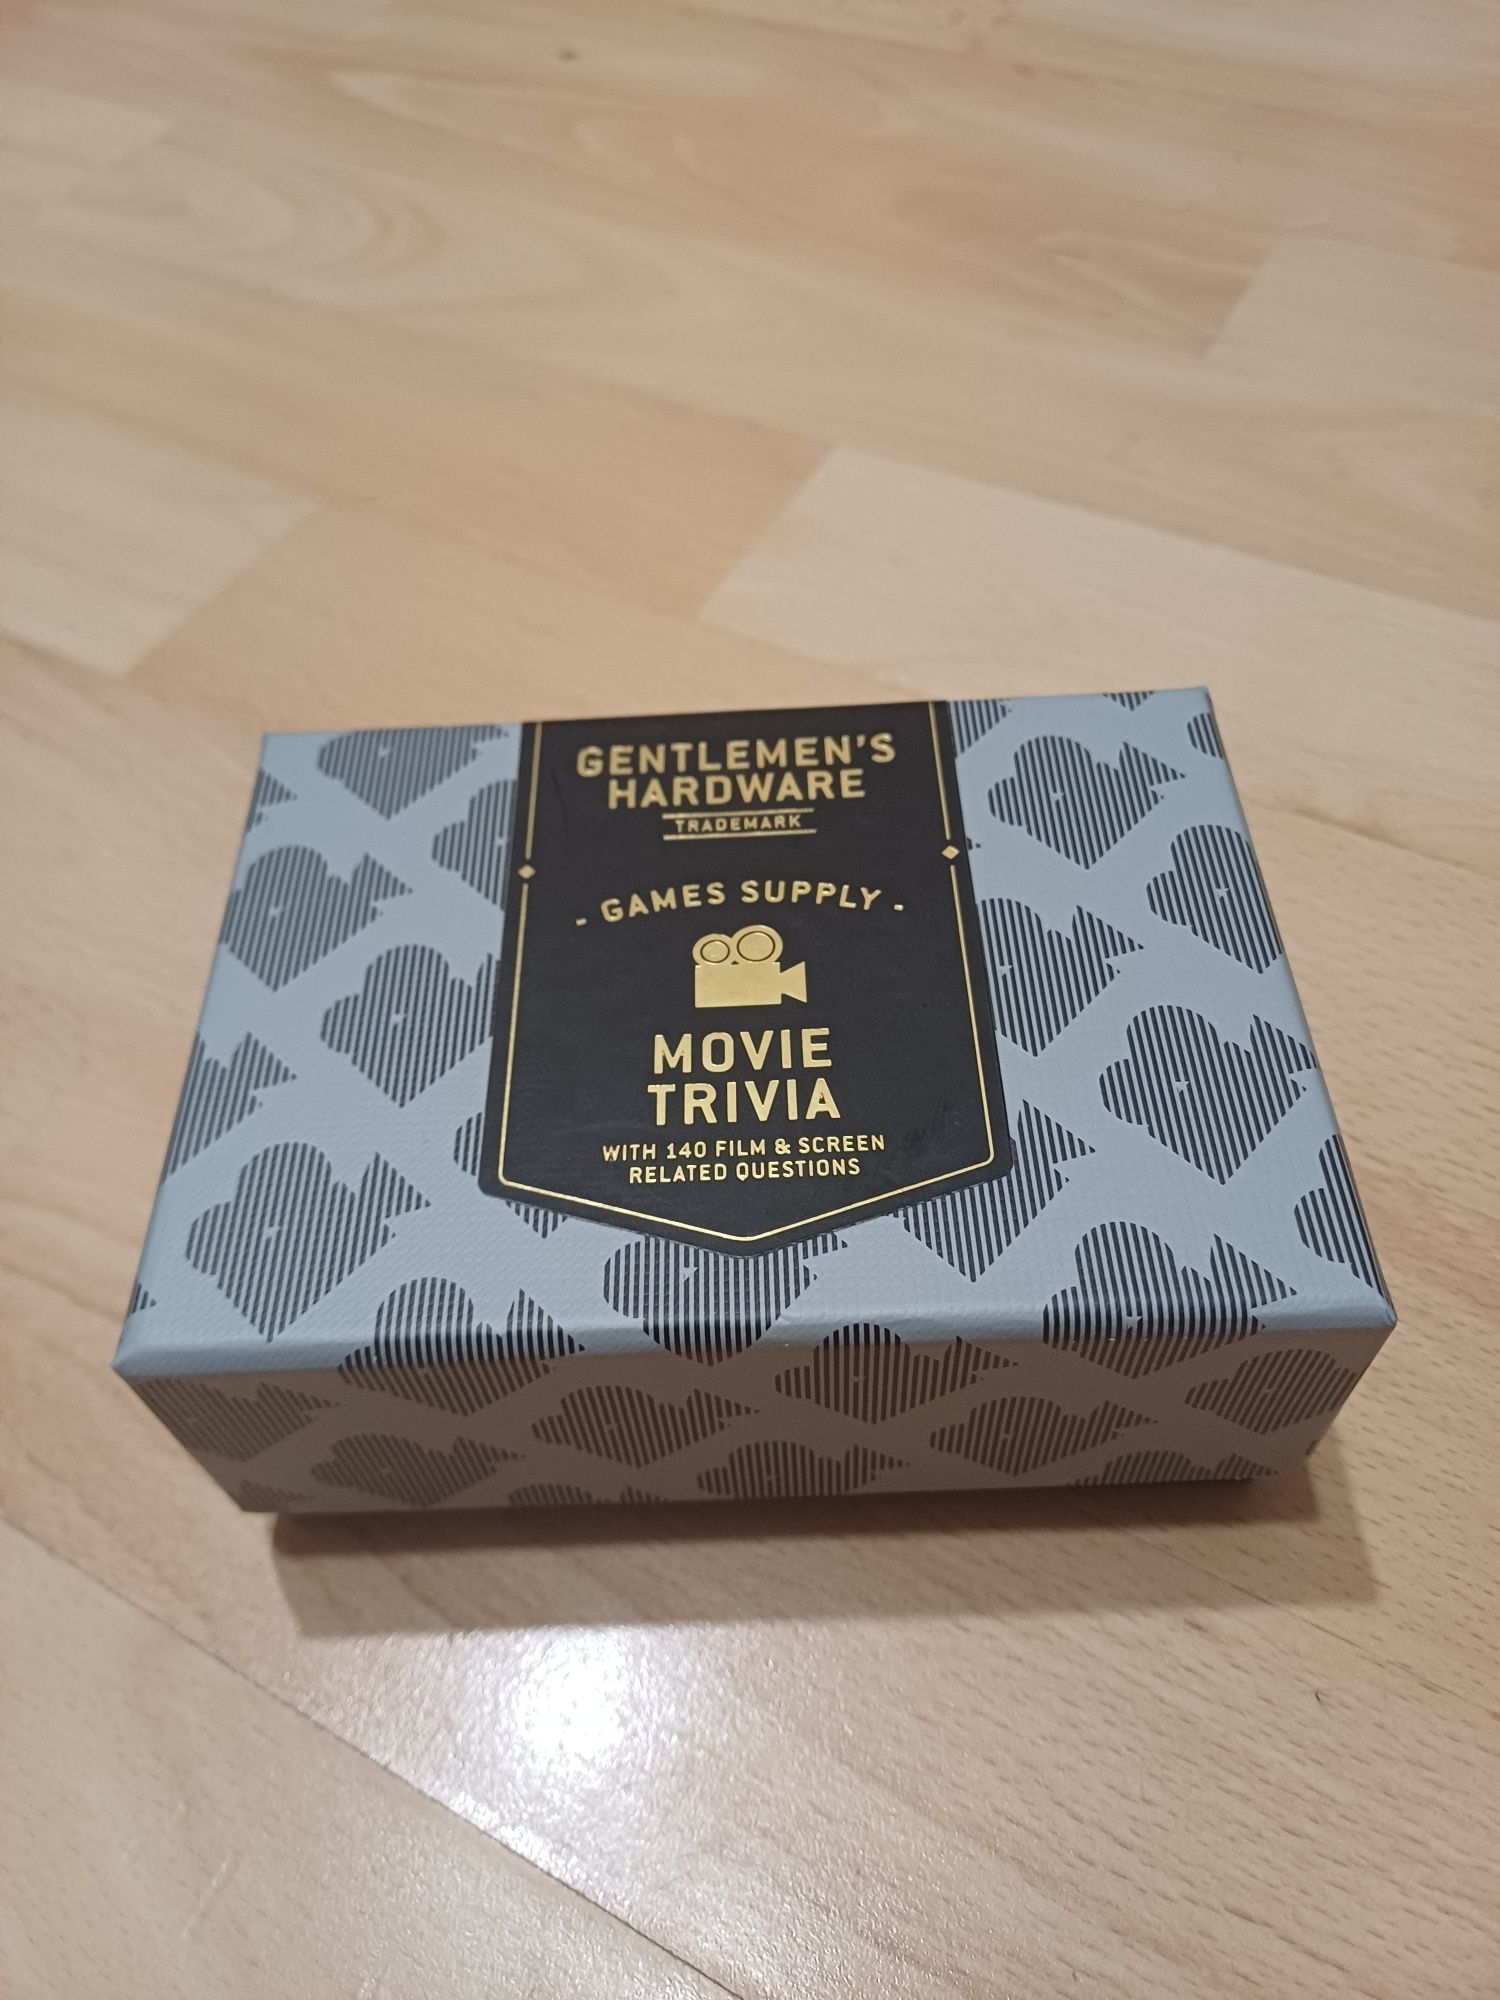 GENTLEMEN'S
HARDWARE
TRADEMARK
- GAMES SUPPLY -
MOVIE
TRIVIA
WITH 140 FILM & SCREEN
RELATED QUESTIONS